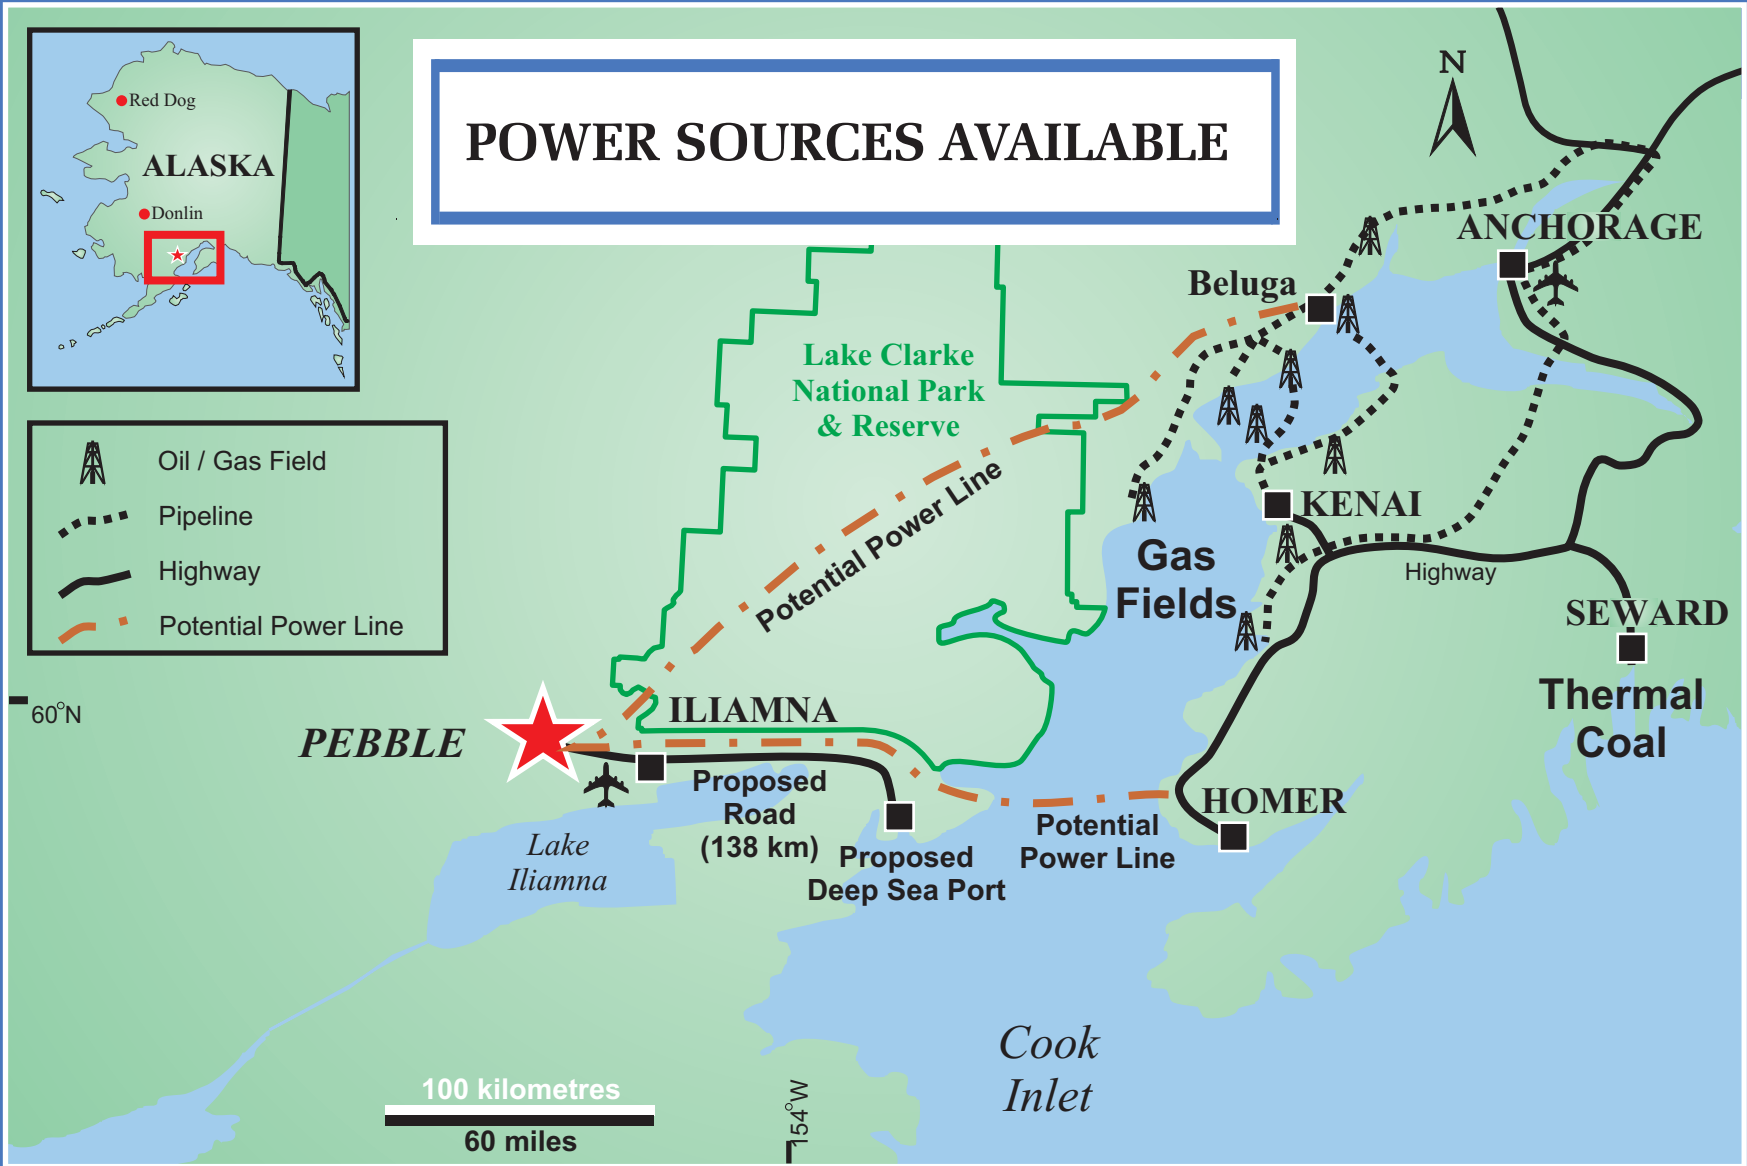 POWER SOURCES AVAILABLE
N
Red Dog
ALASKA
Donlin
ANCHORAGE
Beluga
Lake Clarke
National Park
& Reserve
Oil / Gas Field
Pipeline
Highway
Potential Power Line
Potential Power Line
KENAI
Gas
Fields
Highway
SEWARD
Thermal
Coal
60°N
PEBBLE
ILIAMNA
Proposed
Road
(138 km)
HOMER
Potential
Power Line
Lake
Iliamna
Proposed
Deep Sea Port
Cook
Inlet
100 kilometres
60 miles
154°W